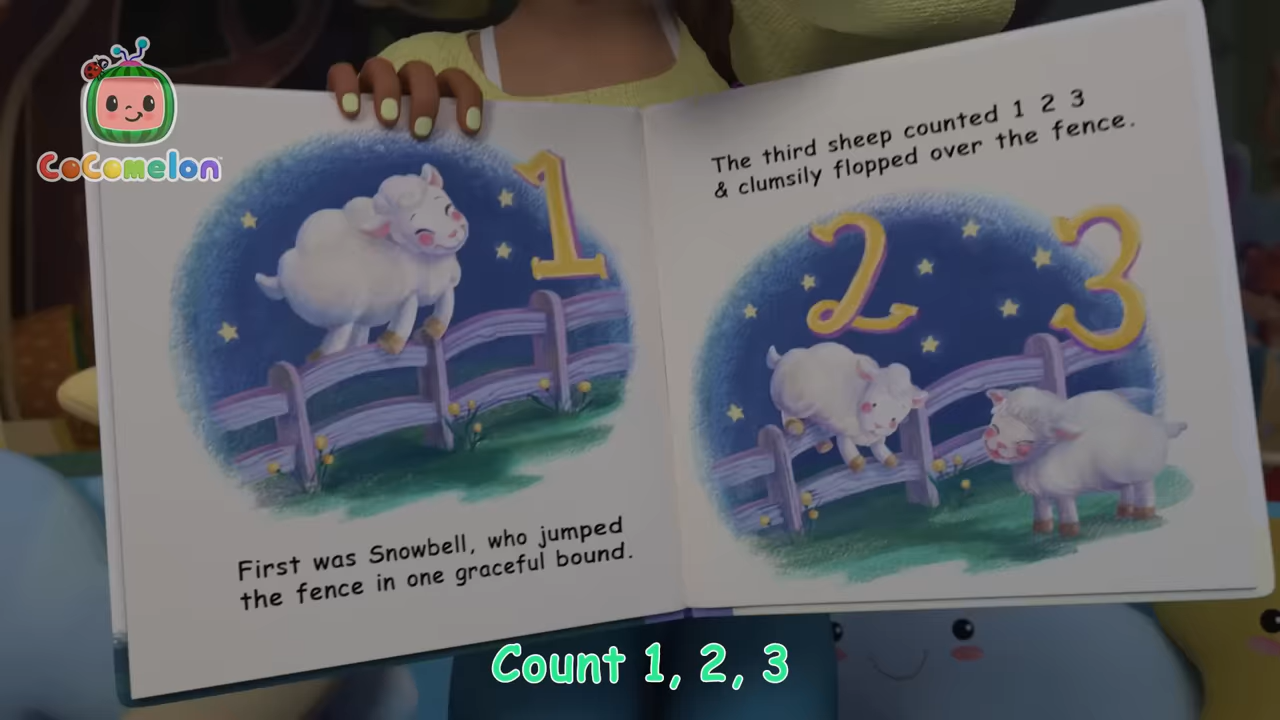 CoComelon
1
First was Snowbell, who jumped
the fence in one graceful bound.
The third sheep counted 1 2 3
& clumsily flopped over the fence.
2 3
Count 1, 2, 3